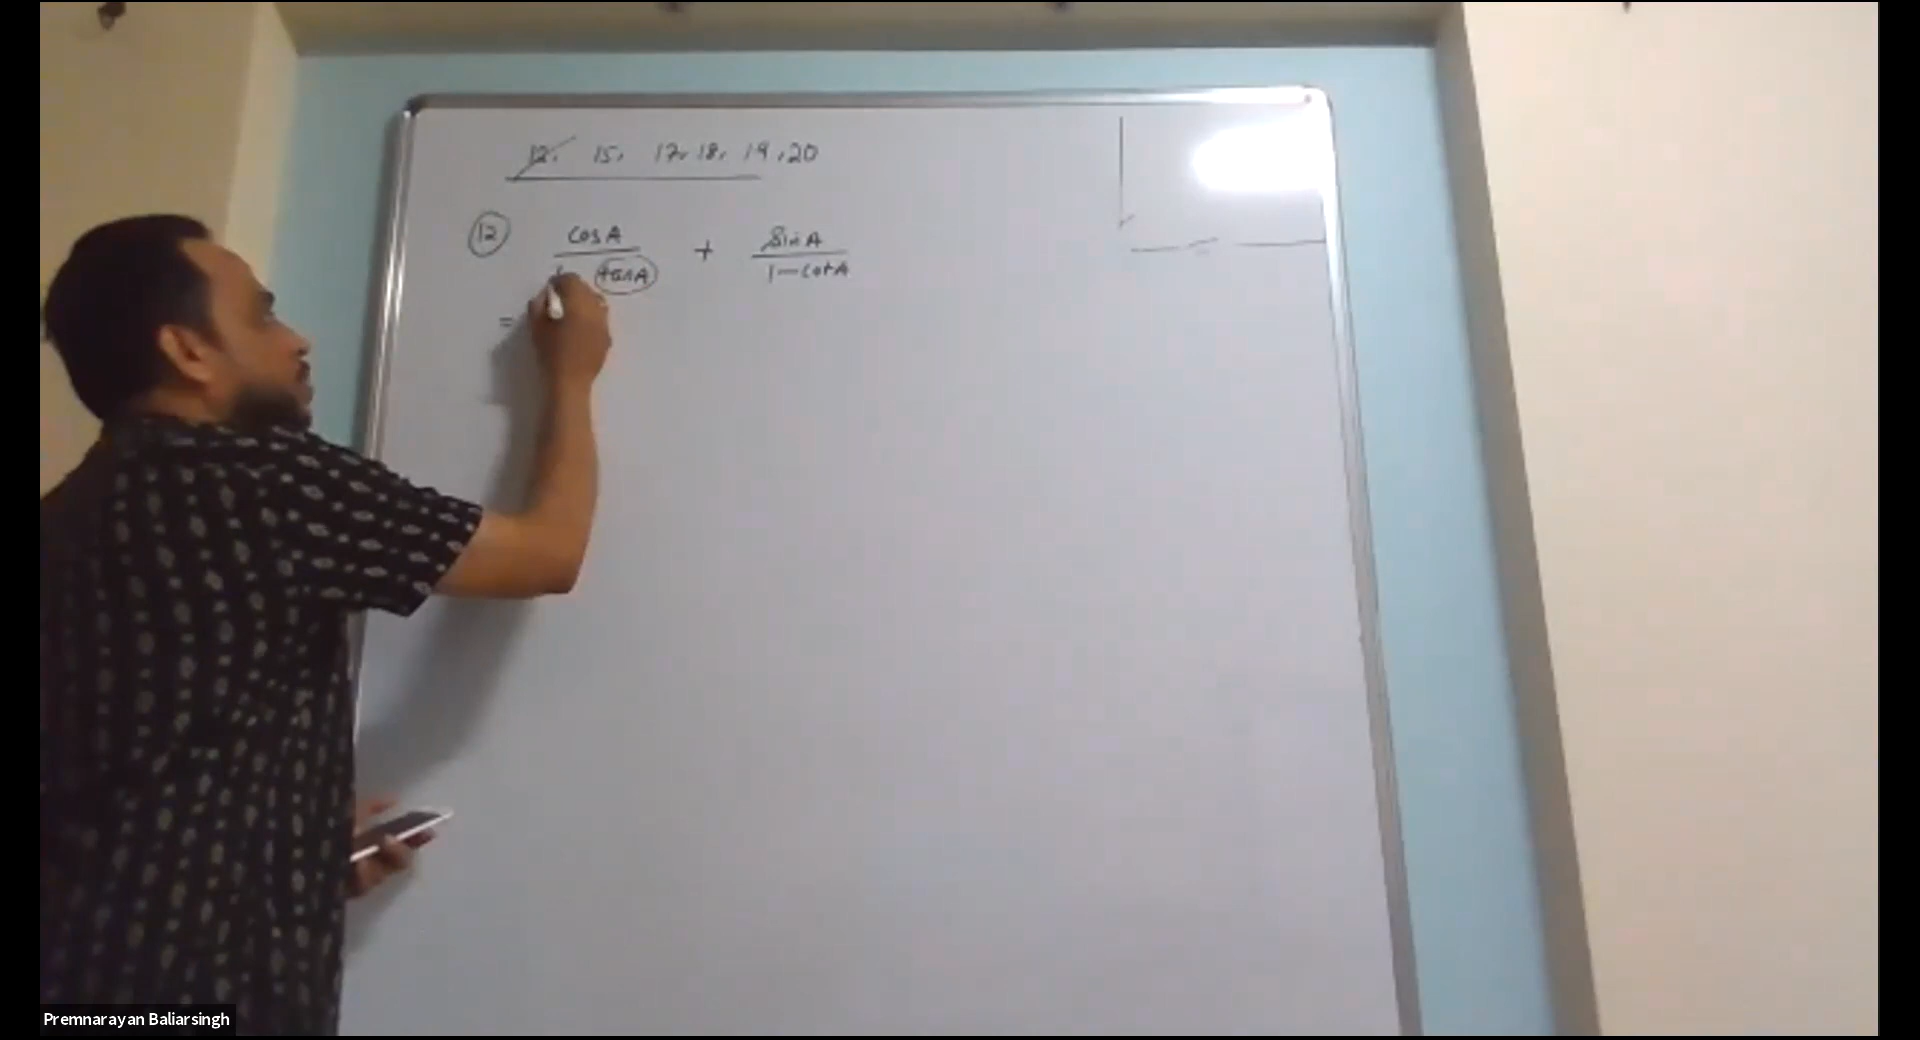 12, 15, 17, 18, 19, 20
12 cosA / 1 - tanA + SinA / 1 - cotA
=
Premnarayan Baliarsingh